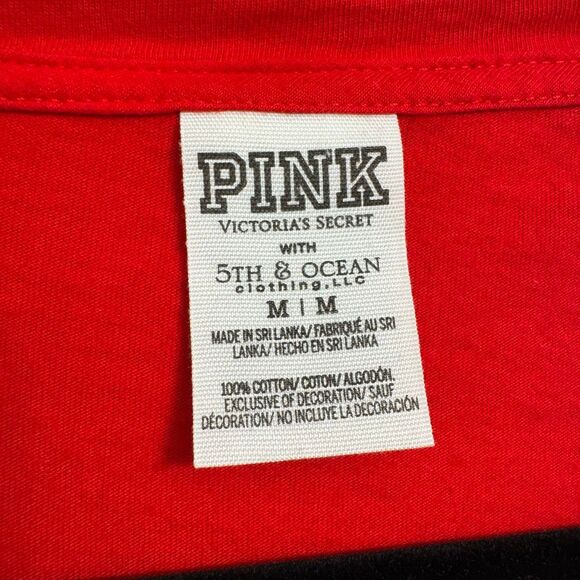 PINK
VICTORIA'S SECRET
WITH
5TH & OCEAN
clothing, LLC
M | M
MADE IN SRI LANKA/ FABRIQUÉ AU SRI
LANKA/ HECHO EN SRI LANKA
100% COTTON/ COTON/ ALGODÓN
EXCLUSIVE OF DECORATION/ SAUF
DÉCORATION/ NO INCLUYE LA DECORACIÓN